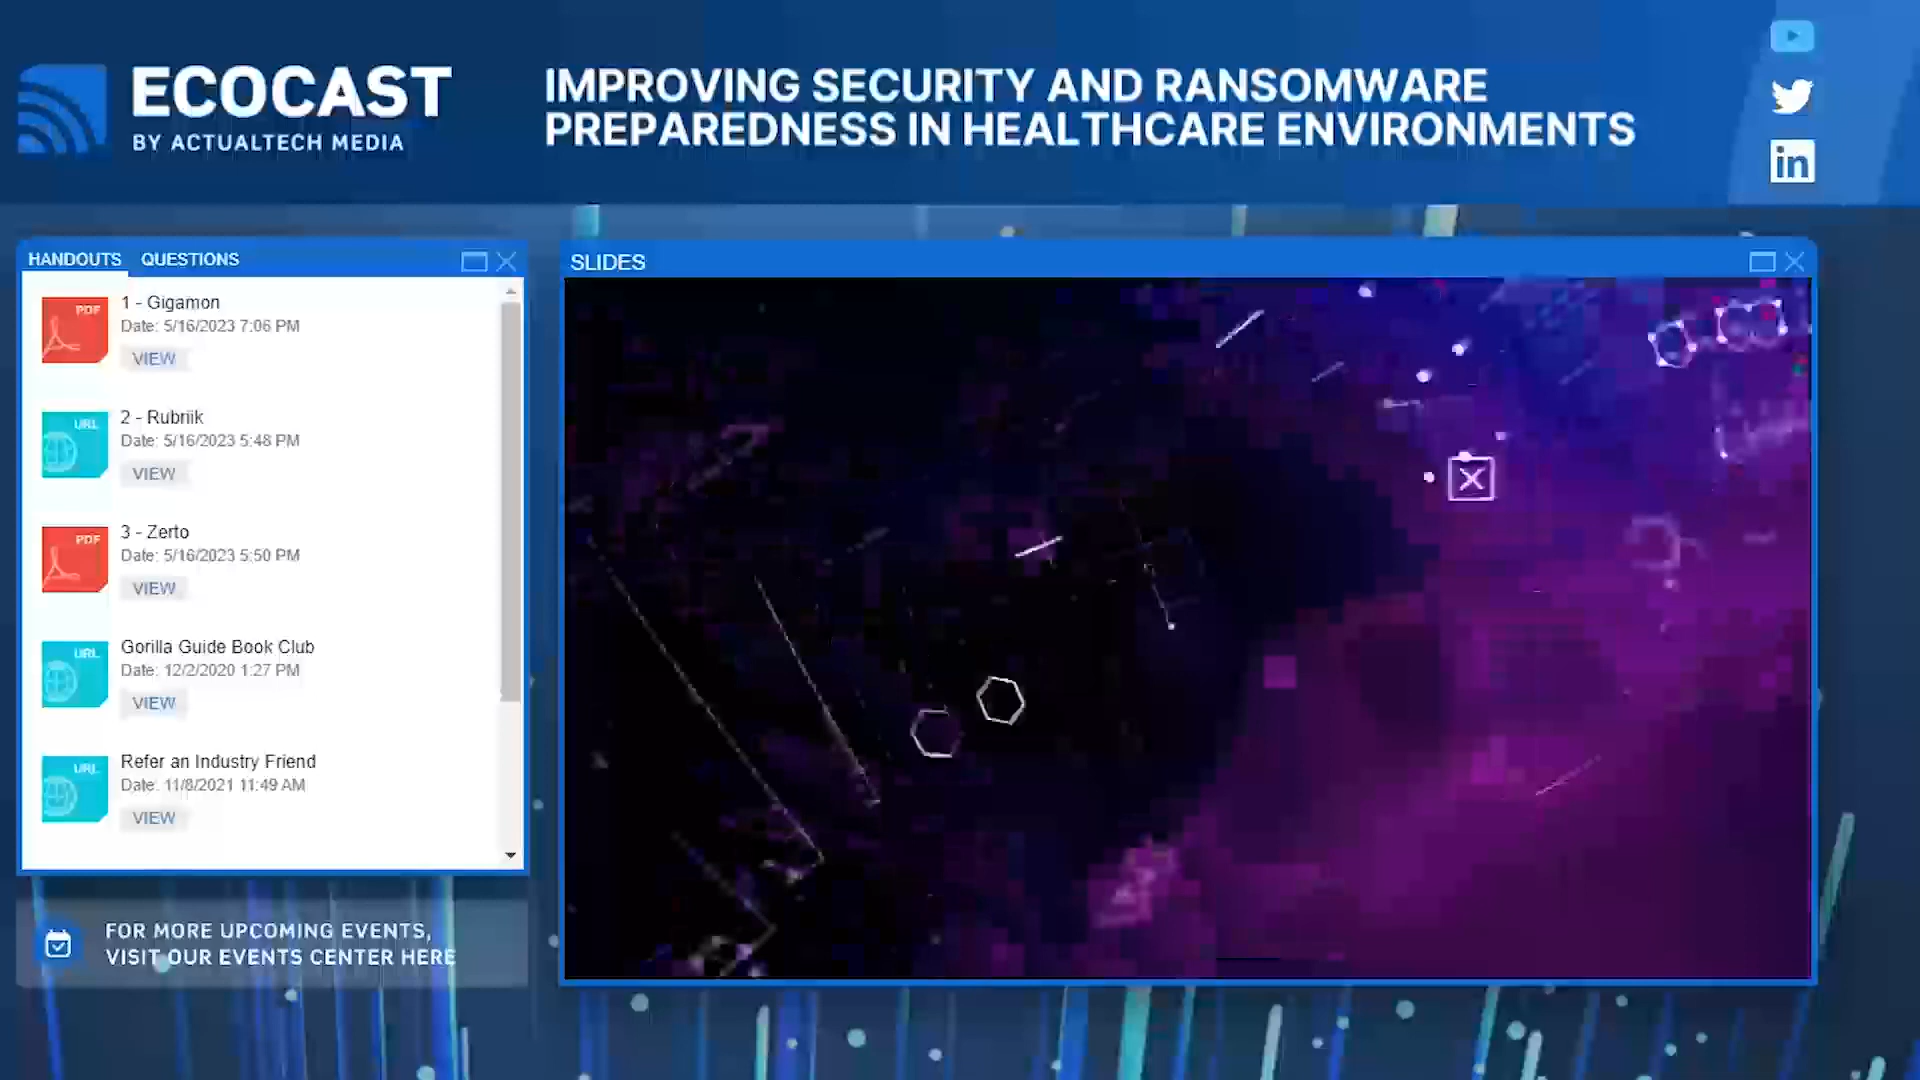 ECOCAST
BY ACTUALTECH MEDIA
IMPROVING SECURITY AND RANSOMWARE
PREPAREDNESS IN HEALTHCARE ENVIRONMENTS
in
HANDOUTS QUESTIONS
PDF
1 - Gigamon
Date: 5/16/2023 7:06 PM
VIEW
URL
2 - Rubriik
Date: 5/16/2023 5:48 PM
VIEW
PDF
3 - Zerto
Date: 5/16/2023 5:50 PM
VIEW
URL
Gorilla Guide Book Club
Date: 12/2/2020 1:27 PM
VIEW
URL
Refer an Industry Friend
Date: 11/8/2021 11:49 AM
VIEW
FOR MORE UPCOMING EVENTS,
VISIT OUR EVENTS CENTER HERE
SLIDES